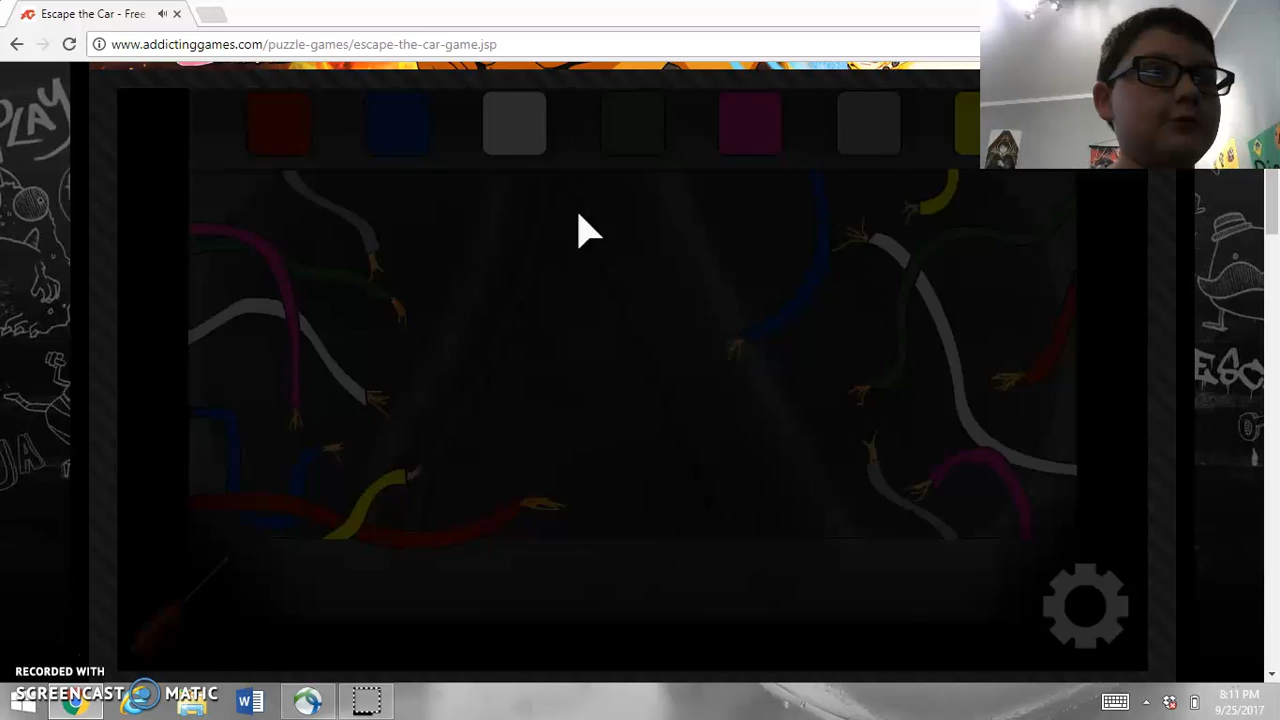 Escape the Car - Free
www.addictinggames.com/puzzle-games/escape-the-car-game.jsp
PLAY
ESC
RECORDED WITH
SCREENCAST MATIC
W
8:11 PM
9/25/2017